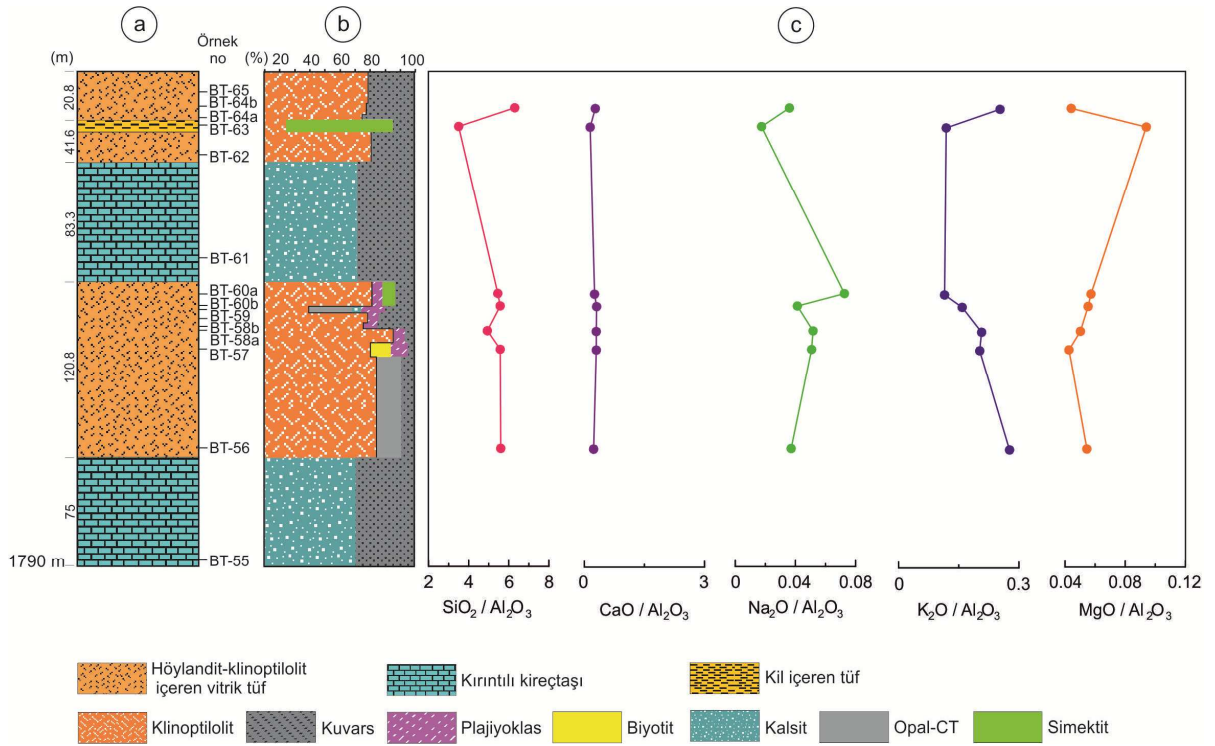 a
b
c
(m)
Örnek no
(%)
20 40 60 80 100
20.8
41.6
83.3
120.8
75
1790 m
BT-65
BT-64b
BT-64a
BT-63
BT-62
BT-61
BT-60a
BT-60b
BT-59
BT-58b
BT-58a
BT-57
BT-56
BT-55
2 4 6 8
SiO₂ / Al₂O₃
0 3
CaO / Al₂O₃
0 0.04 0.08
Na₂O / Al₂O₃
0 0.3
K₂O / Al₂O₃
0.04 0.08 0.12
MgO / Al₂O₃
Höylandit-klinoptilolit
içeren vitrik tüf
Kırıntılı kireçtaşı
Kil içeren tüf
Klinoptilolit
Kuvars
Plajiyoklas
Biyotit
Kalsit
Opal-CT
Simektit